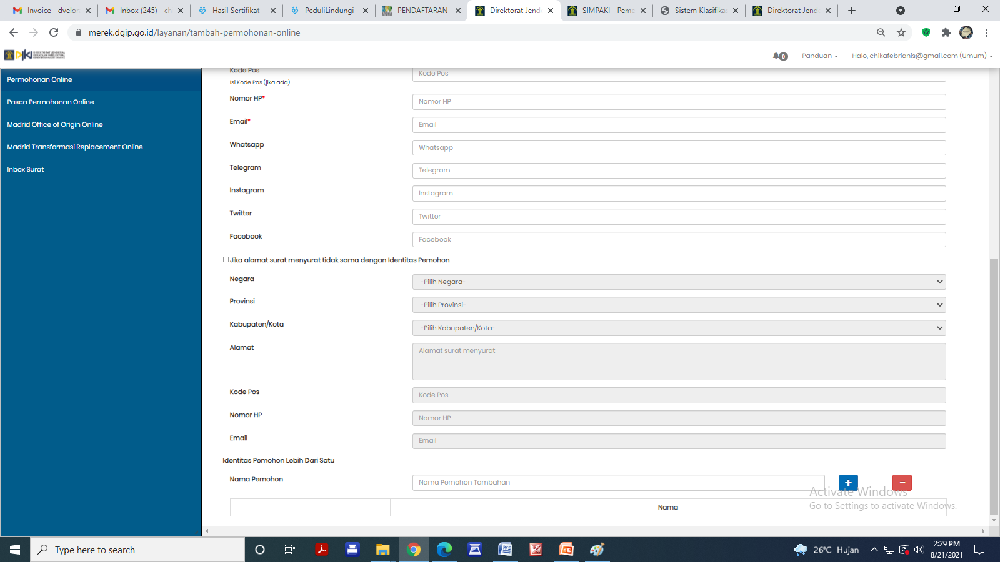 Invoice - dvelor
Inbox (245) - ch
Hasil Sertifikat -
PeduliLindungi
PENDAFTARAN
Direktorat Jend
SIMPAKI - Peme
Sistem Klasifika
Direktorat Jend
merek.dgip.go.id/layanan/tambah-permohonan-online
DIREKTORAT JENDERAL
KEKAYAAN INTELEKTUAL
0
Panduan
Halo, chikafebrianis@gmail.com (Umum)
Permohonan Online
Pasca Permohonan Online
Madrid Office of Origin Online
Madrid Transformasi Replacement Online
Inbox Surat
Kode Pos
Kode Pos
Isi Kode Pos (jika ada)
Nomor HP*
Nomor HP
Email*
Email
Whatsapp
Whatsapp
Telegram
Telegram
Instagram
Instagram
Twitter
Twitter
Facebook
Facebook
Jika alamat surat menyurat tidak sama dengan Identitas Pemohon
Negara
-Pilih Negara-
Provinsi
-Pilih Provinsi-
Kabupaten/Kota
-Pilih Kabupaten/Kota-
Alamat
Alamat surat menyurat
Kode Pos
Kode Pos
Nomor HP
Nomor HP
Email
Email
Identitas Pemohon Lebih Dari Satu
Nama Pemohon
Nama Pemohon Tambahan
+
-
Nama
Activate Windows
Go to Settings to activate Windows.
Type here to search
26°C Hujan
2:29 PM
8/21/2021